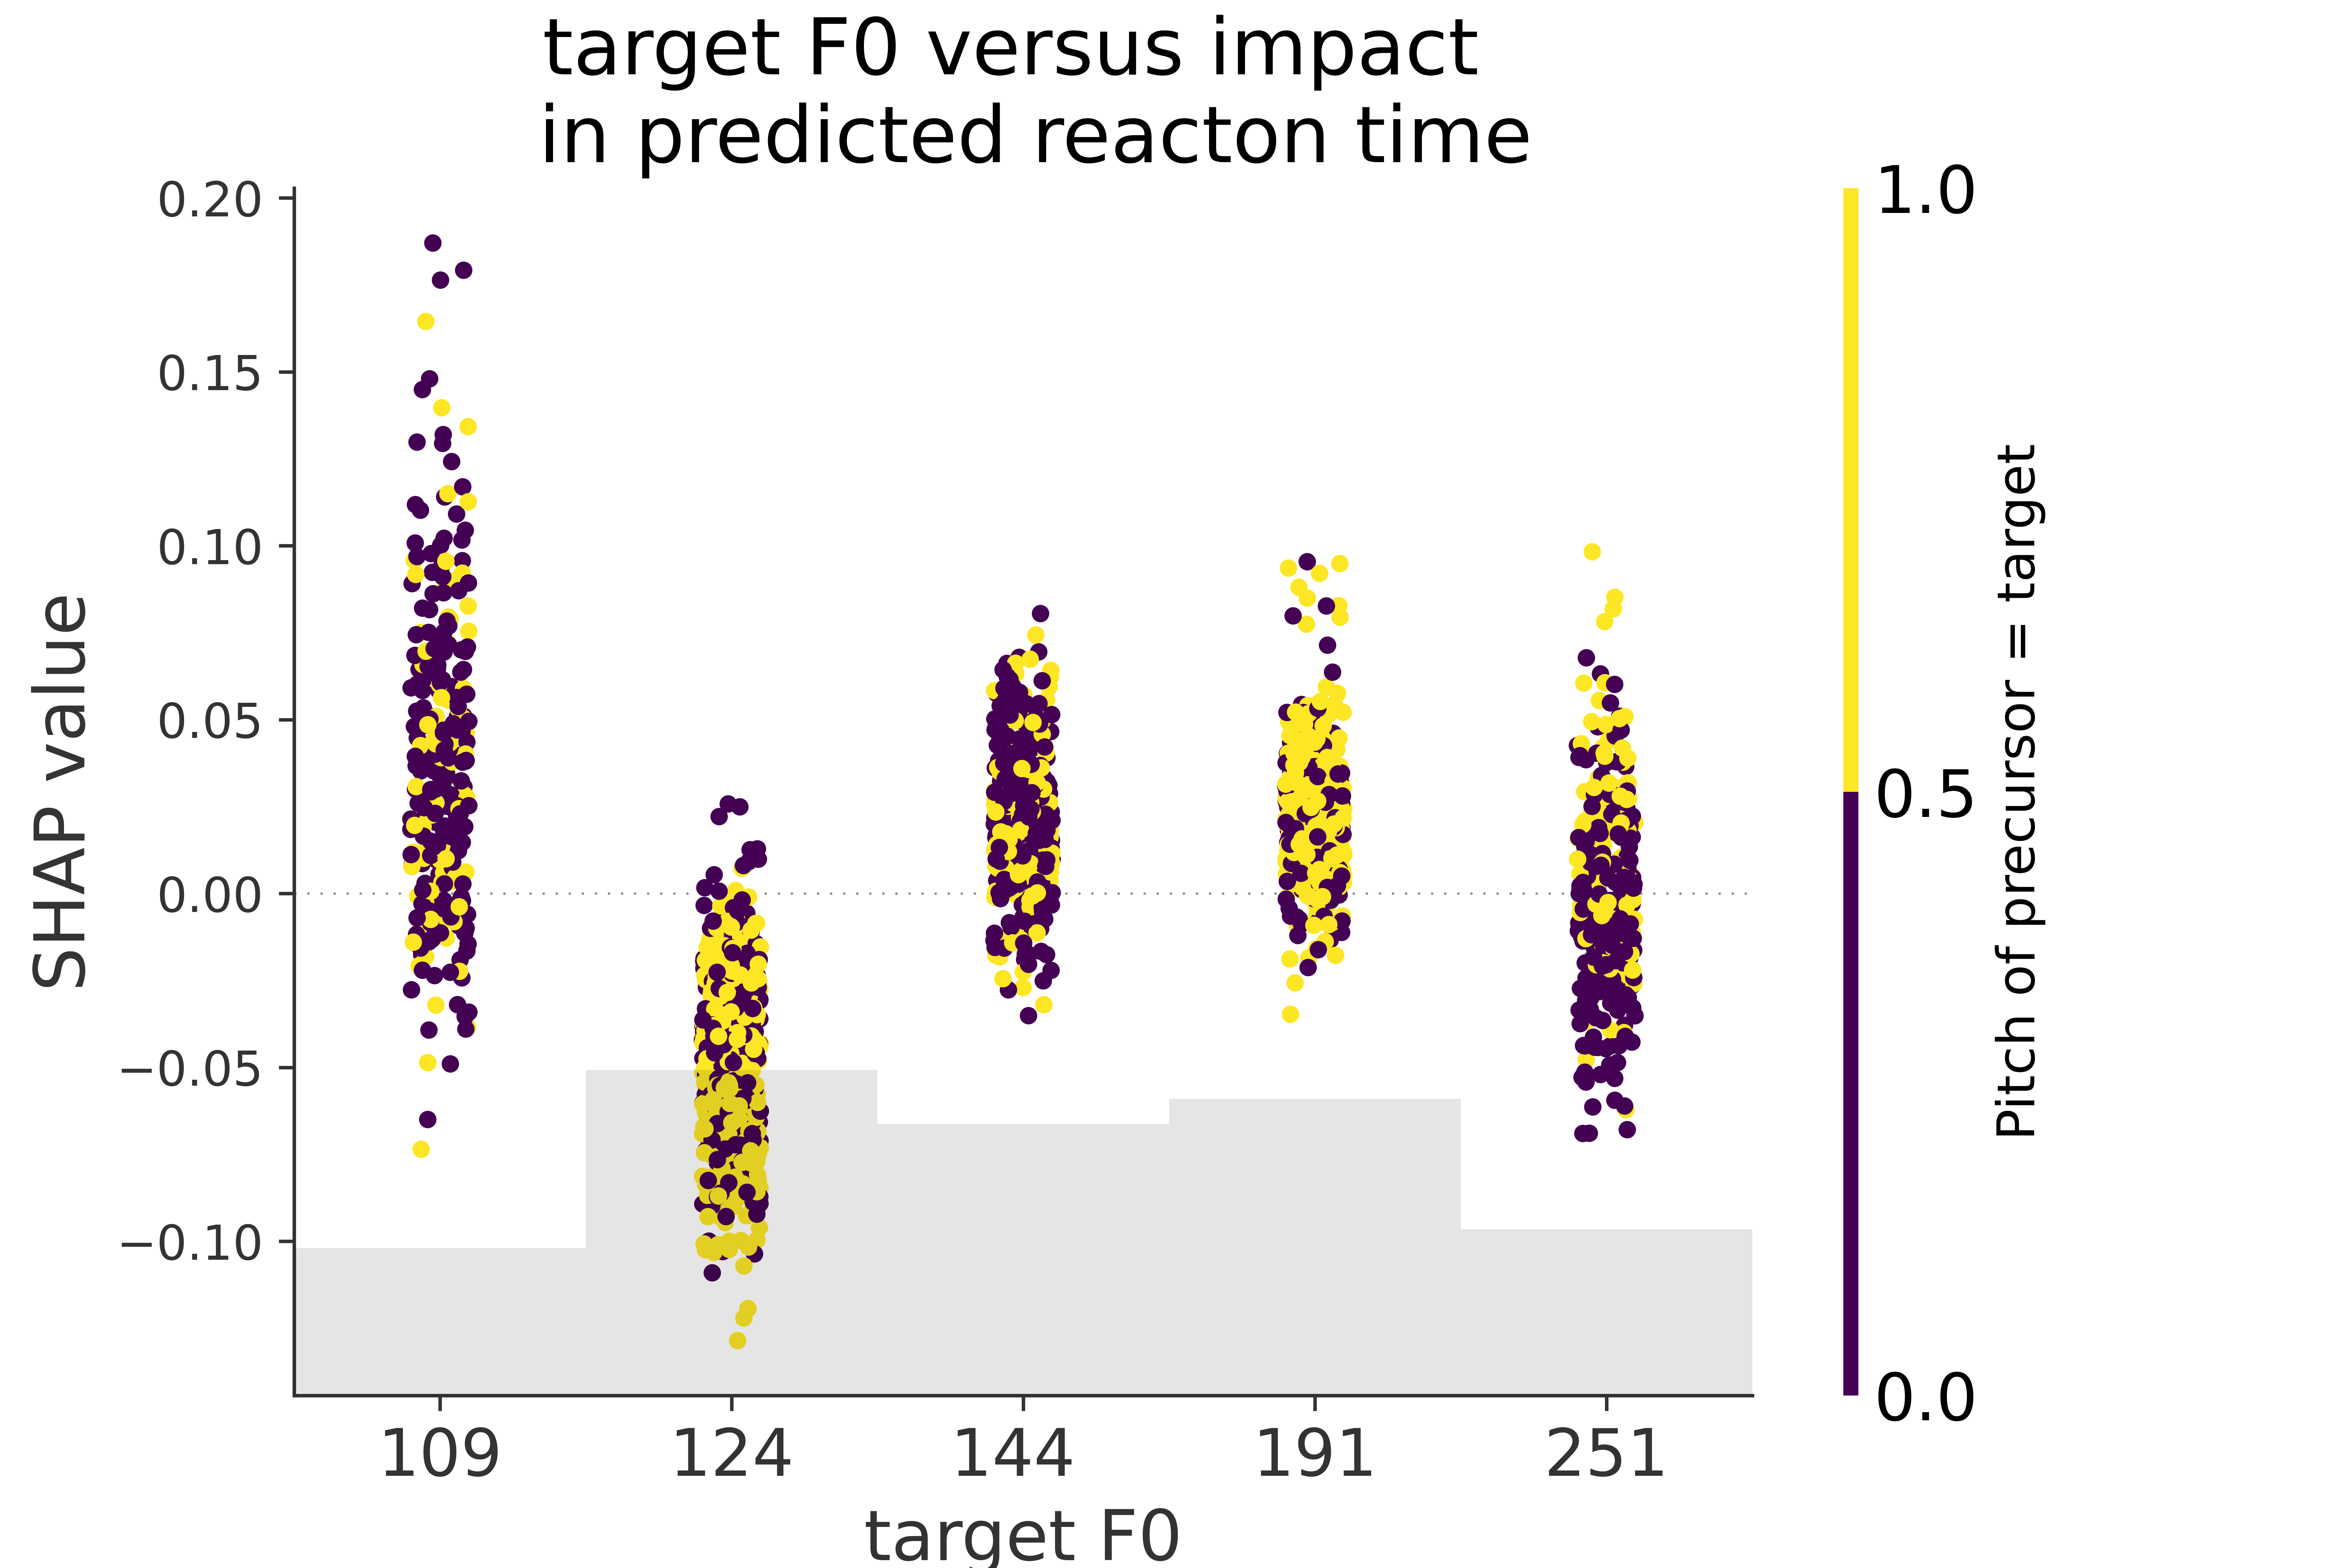 target F0 versus impact
in predicted reacton time
SHAP value
0.20
0.15
0.10
0.05
0.00
−0.05
−0.10
109 124 144 191 251
target F0
1.0
0.5
0.0
Pitch of precursor = target